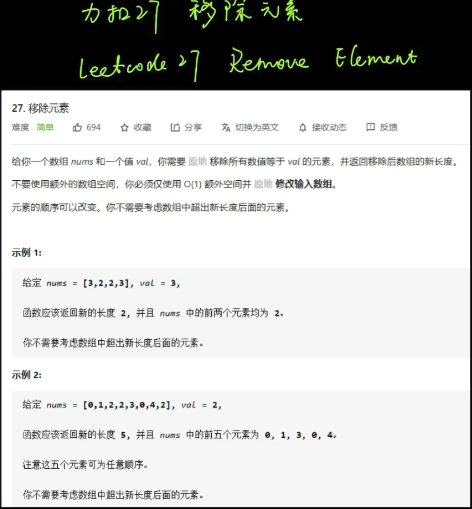 力扣27 移除元素
Leetcode 27 Remove Element
27. 移除元素
难度 简单 694 收藏 分享 切换为英文 接收动态 反馈
给你一个数组 nums 和一个值 val，你需要 原地 移除所有数值等于 val 的元素，并返回移除后数组的新长度。
不要使用额外的数组空间，你必须仅使用 O(1) 额外空间并 原地 修改输入数组。
元素的顺序可以改变。你不需要考虑数组中超出新长度后面的元素。
示例 1:
给定 nums = [3,2,2,3], val = 3,
函数应该返回新的长度 2, 并且 nums 中的前两个元素均为 2。
你不需要考虑数组中超出新长度后面的元素。
示例 2:
给定 nums = [0,1,2,2,3,0,4,2], val = 2,
函数应该返回新的长度 5, 并且 nums 中的前五个元素为 0, 1, 3, 0, 4。
注意这五个元素可为任意顺序。
你不需要考虑数组中超出新长度后面的元素。